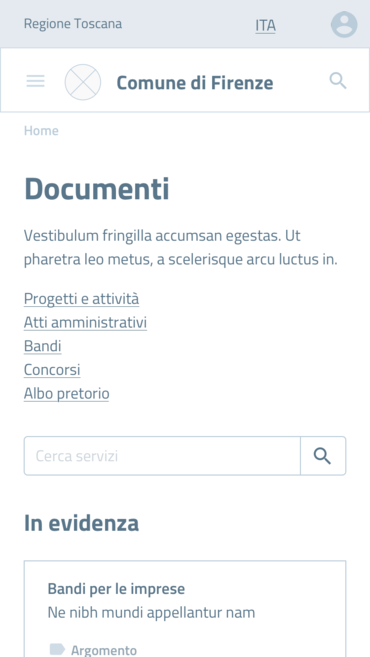 Regione Toscana
ITA
Comune di Firenze
Home
Documenti
Vestibulum fringilla accumsan egestas. Ut
pharetra leo metus, a scelerisque arcu luctus in.
Progetti e attività
Atti amministrativi
Bandi
Concorsi
Albo pretorio
Cerca servizi
In evidenza
Bandi per le imprese
Ne nibh mundi appellantur nam
Argomento